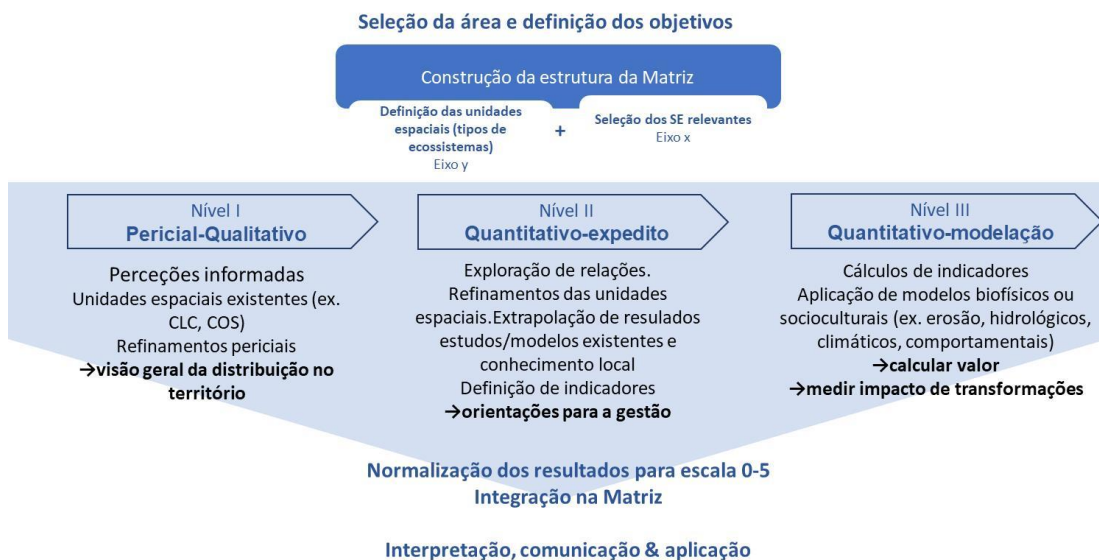 Seleção da área e definição dos objetivos
Construção da estrutura da Matriz
Definição das unidades
espaciais (tipos de
ecossistemas)
Eixo y
+
Seleção dos SE relevantes
Eixo x
Nível I
Pericial-Qualitativo
Perceções informadas
Unidades espaciais existentes (ex.
CLC, COS)
Refinamentos periciais
→visão geral da distribuição no
território
Nível II
Quantitativo-expedito
Exploração de relações.
Refinamentos das unidades
espaciais.Extrapolação de resulados
estudos/modelos existentes e
conhecimento local
Definição de indicadores
→orientações para a gestão
Nível III
Quantitativo-modelação
Cálculos de indicadores
Aplicação de modelos biofísicos ou
socioculturais (ex. erosão, hidrológicos,
climáticos, comportamentais)
→calcular valor
→medir impacto de transformações
Normalização dos resultados para escala 0-5
Integração na Matriz
Interpretação, comunicação & aplicação